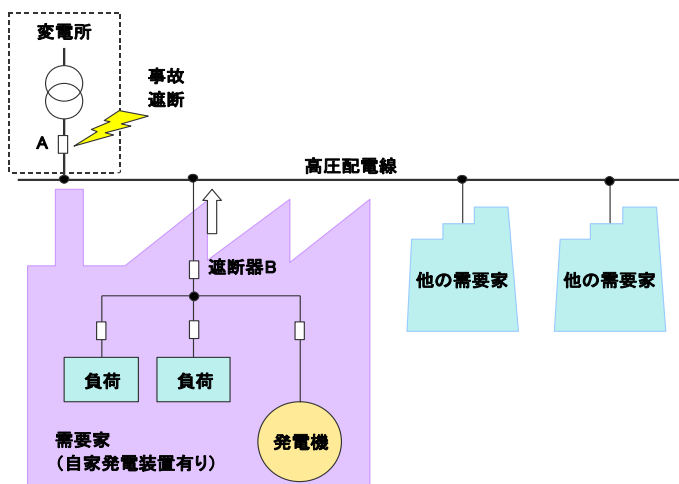 変電所
事故
遮断
A
高圧配電線
遮断器B
他の需要家
他の需要家
負荷
負荷
発電機
需要家
（自家発電装置有り）